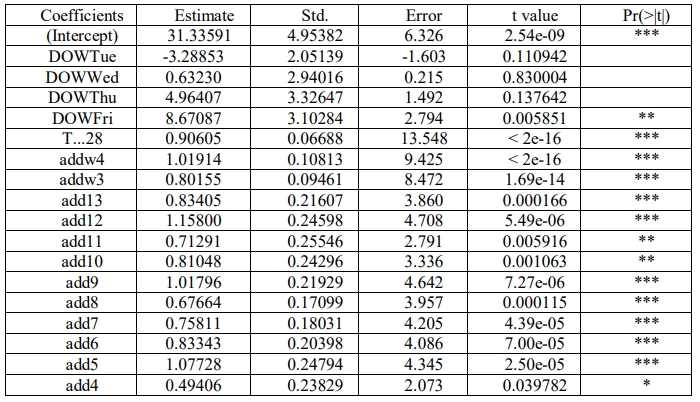 Coefficients Estimate Std. Error t value Pr(>|t|)
(Intercept) 31.33591 4.95382 6.326 2.54e-09 ***
DOWTue -3.28853 2.05139 -1.603 0.110942
DOWWed 0.63230 2.94016 0.215 0.830004
DOWThu 4.96407 3.32647 1.492 0.137642
DOWFri 8.67087 3.10284 2.794 0.005851 **
T...28 0.90605 0.06688 13.548 < 2e-16 ***
addw4 1.01914 0.10813 9.425 < 2e-16 ***
addw3 0.80155 0.09461 8.472 1.69e-14 ***
add13 0.83405 0.21607 3.860 0.000166 ***
add12 1.15800 0.24598 4.708 5.49e-06 ***
add11 0.71291 0.25546 2.791 0.005916 **
add10 0.81048 0.24296 3.336 0.001063 **
add9 1.01796 0.21929 4.642 7.27e-06 ***
add8 0.67664 0.17099 3.957 0.000115 ***
add7 0.75811 0.18031 4.205 4.39e-05 ***
add6 0.83343 0.20398 4.086 7.00e-05 ***
add5 1.07728 0.24794 4.345 2.50e-05 ***
add4 0.49406 0.23829 2.073 0.039782 *